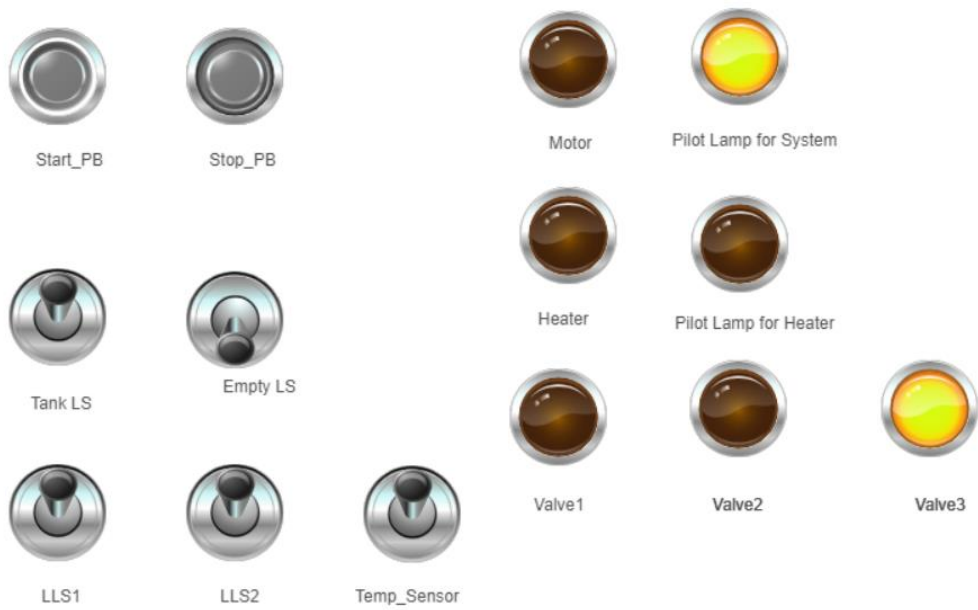 Start_PB
Stop_PB
Motor
Pilot Lamp for System
Tank LS
Empty LS
Heater
Pilot Lamp for Heater
LLS1
LLS2
Temp_Sensor
Valve1
Valve2
Valve3